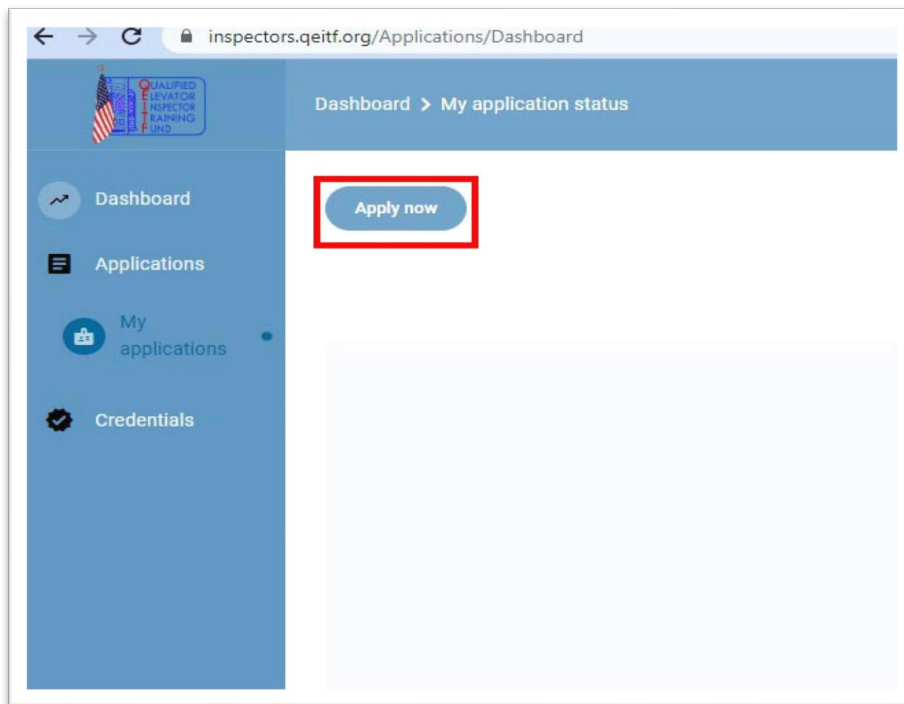 inspectors.qeitf.org/Applications/Dashboard
QUALIFIED
ELEVATOR
INSPECTOR
TRAINING
FUND
Dashboard > My application status
Dashboard
Apply now
Applications
My
applications
Credentials